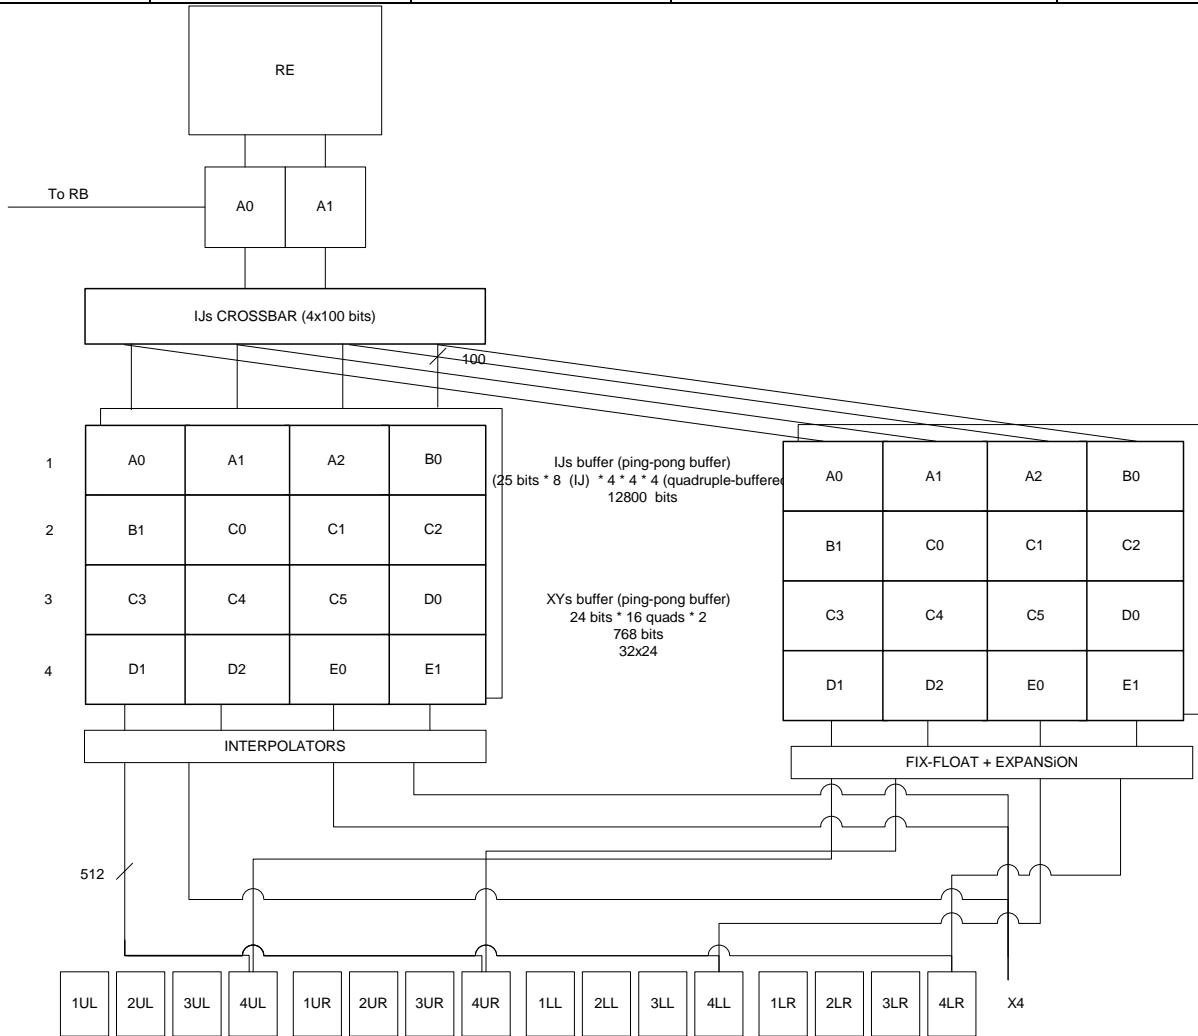 RE
To RB
A0 A1
IJs CROSSBAR (4x100 bits)
100
1 A0 A1 A2 B0
2 B1 C0 C1 C2
3 C3 C4 C5 D0
4 D1 D2 E0 E1
IJs buffer (ping-pong buffer)
(25 bits * 8 (IJ) * 4 * 4 * 4 (quadruple-buffered
12800 bits
XYs buffer (ping-pong buffer)
24 bits * 16 quads * 2
768 bits
32x24
A0 A1 A2 B0
B1 C0 C1 C2
C3 C4 C5 D0
D1 D2 E0 E1
INTERPOLATORS
FIX-FLOAT + EXPANSiON
512
1UL 2UL 3UL 4UL 1UR 2UR 3UR 4UR 1LL 2LL 3LL 4LL 1LR 2LR 3LR 4LR X4